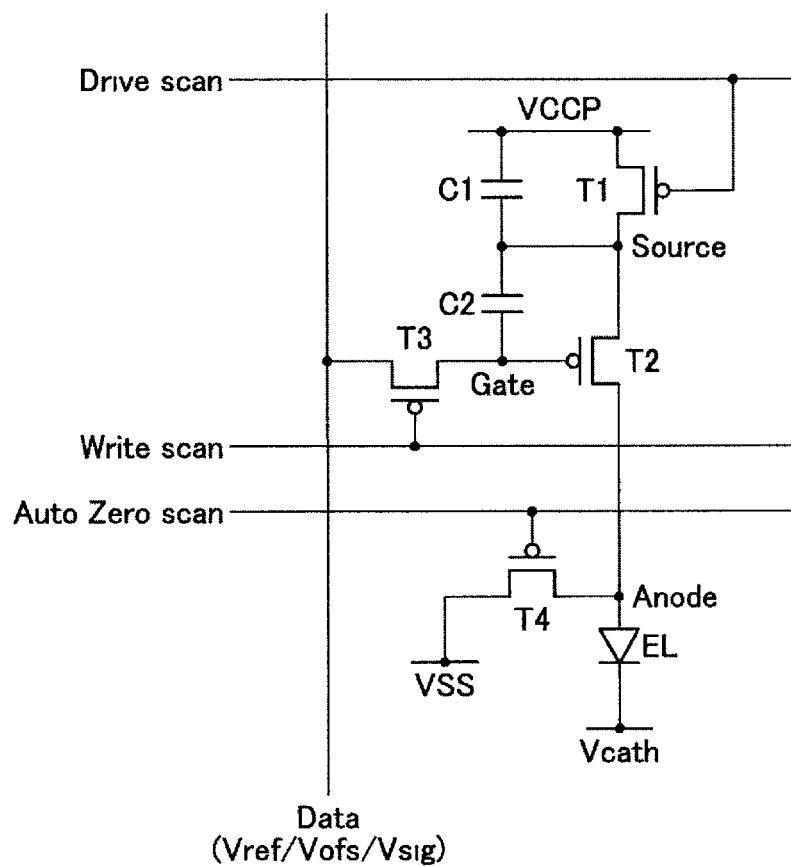 Drive scan
VCCP
C1
T1
Source
C2
T3
T2
Gate
Write scan
Auto Zero scan
Anode
T4
EL
VSS
Vcath
Data
(Vref/Vofs/Vsig)